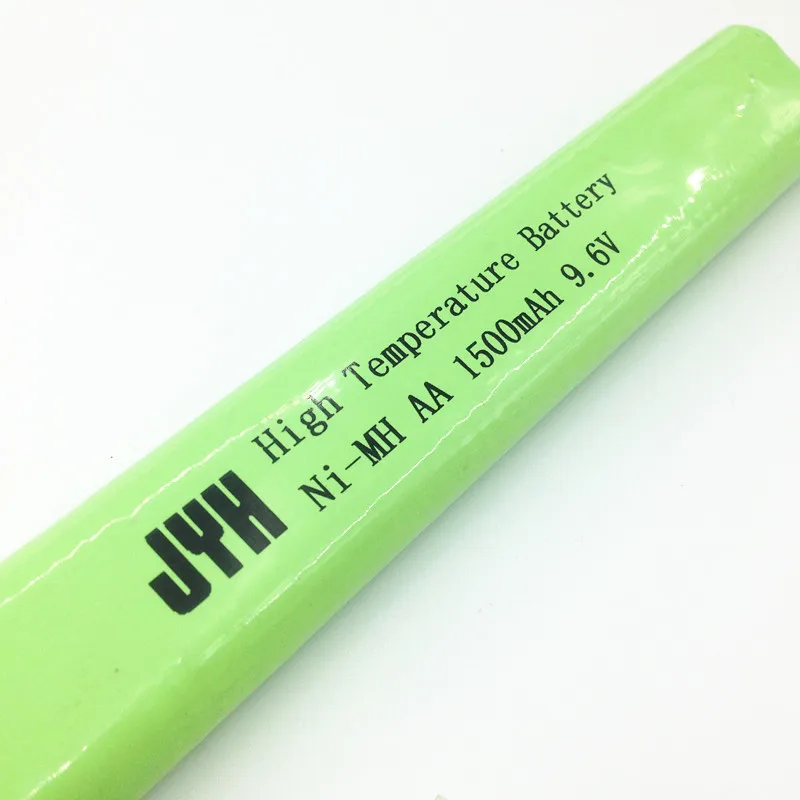 JYH
High Temperature Battery
Ni-MH AA 1500mAh 9.6V